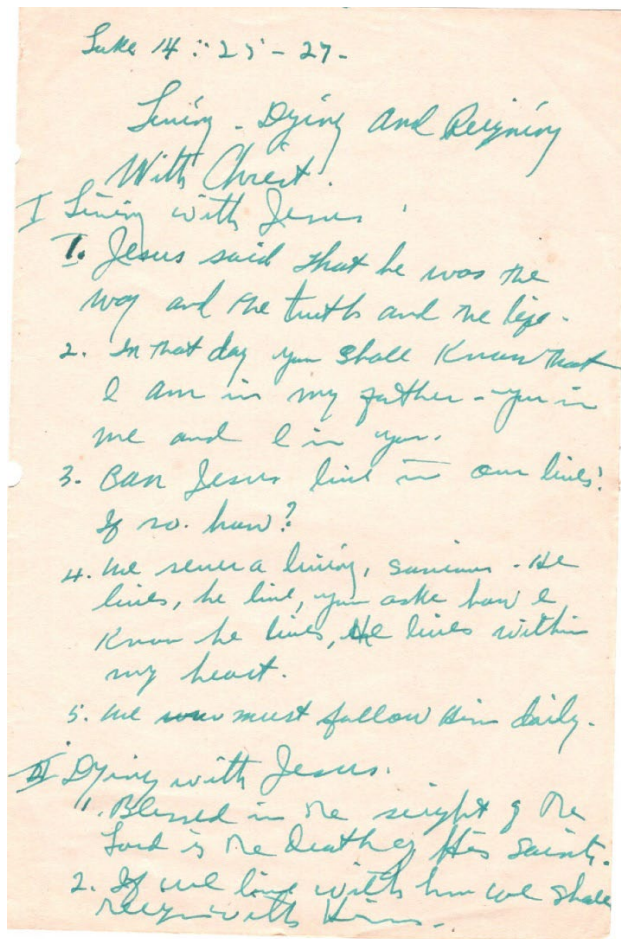 Luke 14:25-27-
Living - Dying and Reigning
With Christ.
I Living with Jesus.
1. Jesus said that he was the
way and the truth and the life.
2. In that day you shall know that
I am in my father - you in
me and I in you.
3. Can Jesus live in our lives?
If so. how?
4. We serve a living, saviour - He
lives, he live, you aske how I
know he lives, He lives within
my heart.
5. We must follow Him daily.
II Dying with Jesus.
1. Blessed in the seight of the
Lord is the death of His saints.
2. If we live with him we shall
reign with Him.